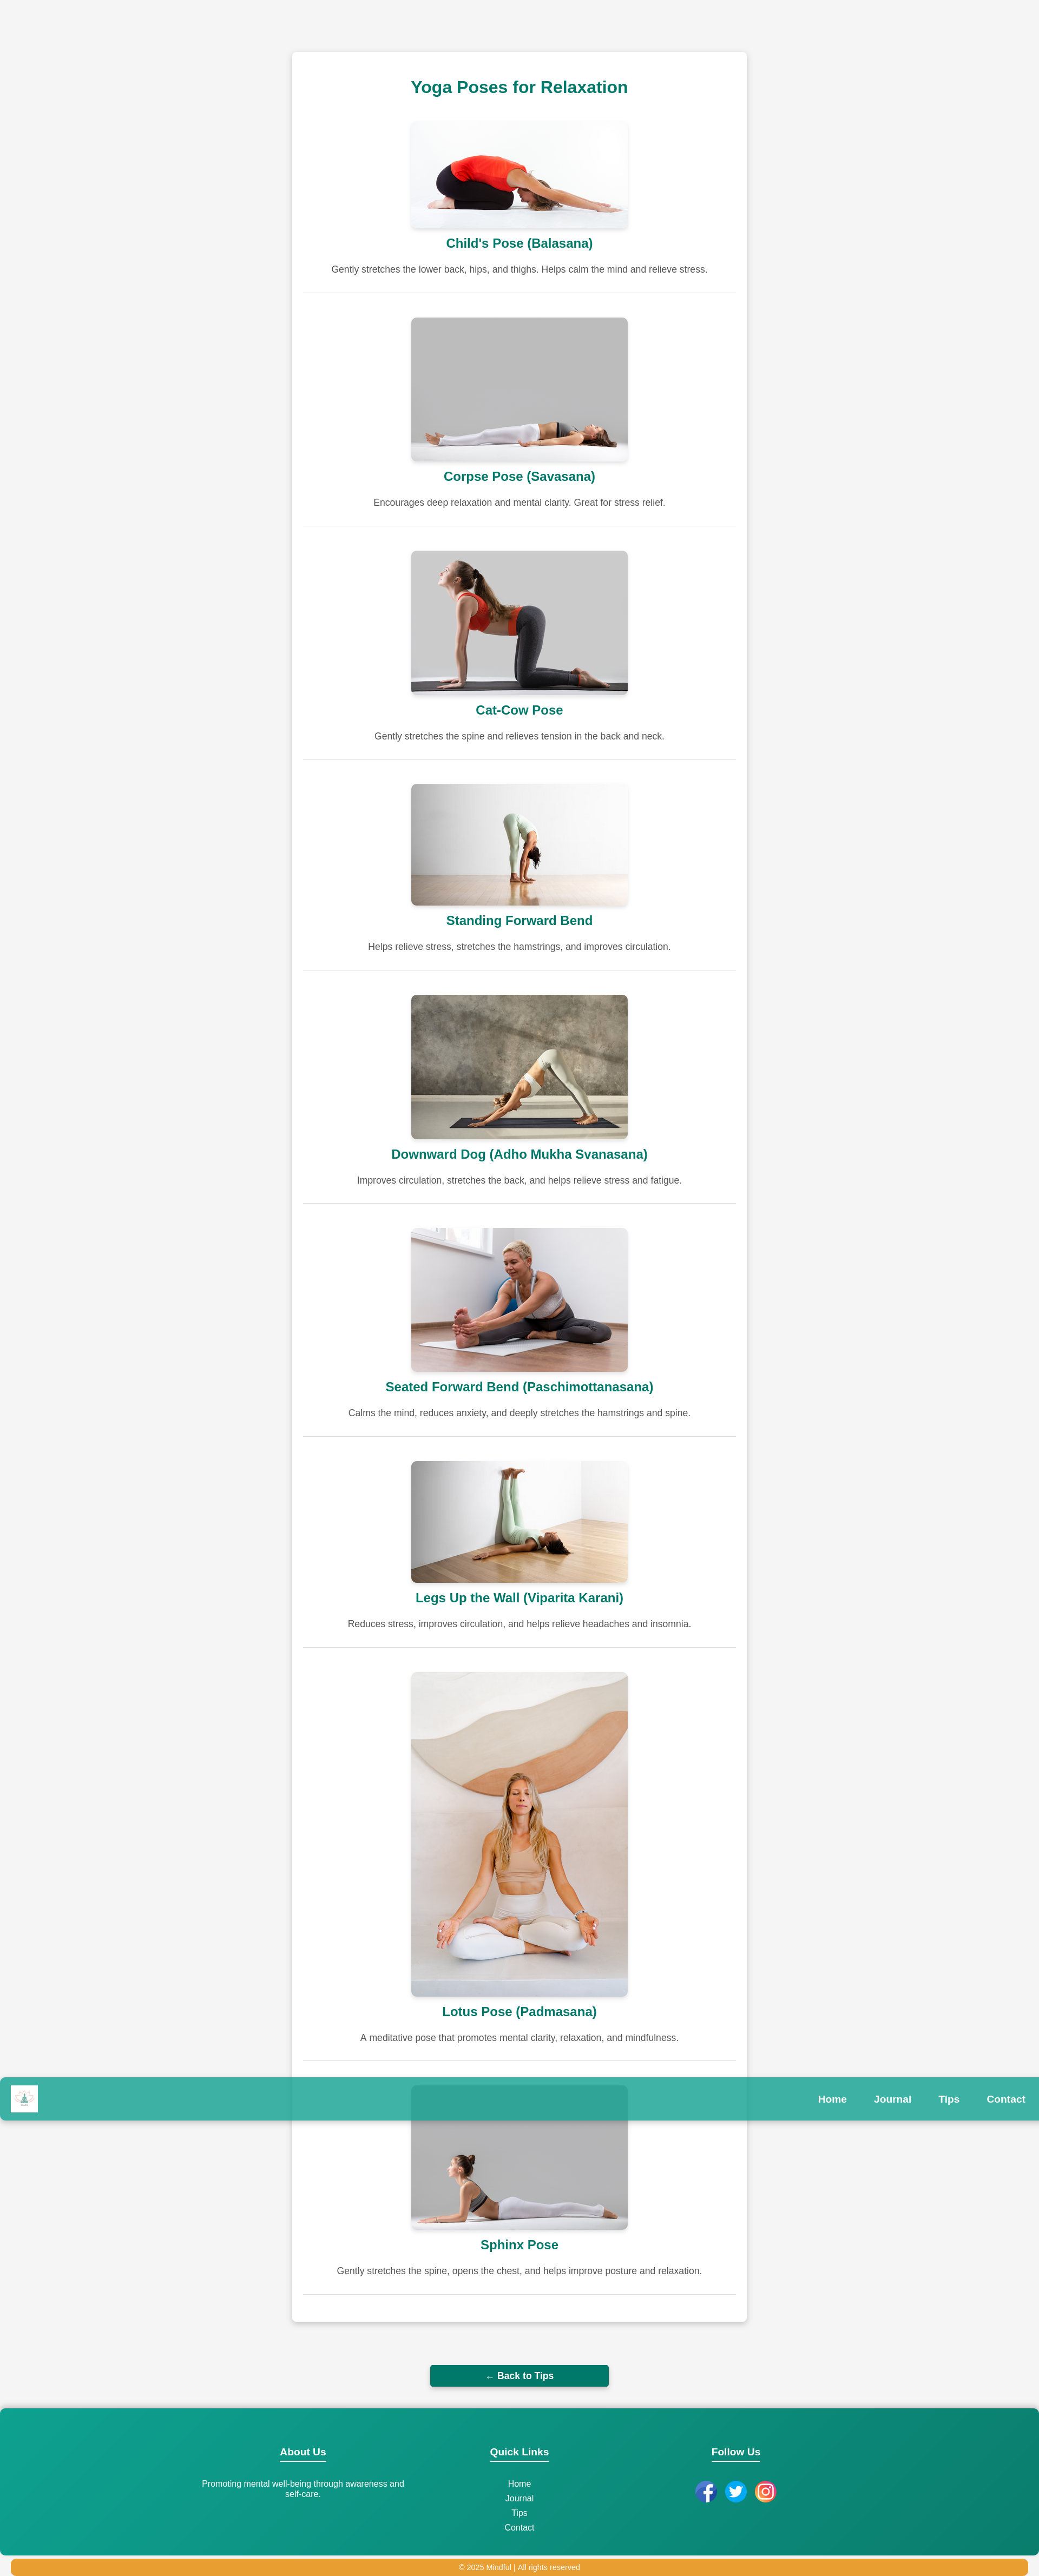 Yoga Poses for Relaxation
Child's Pose (Balasana)
Gently stretches the lower back, hips, and thighs. Helps calm the mind and relieve stress.
Corpse Pose (Savasana)
Encourages deep relaxation and mental clarity. Great for stress relief.
Cat-Cow Pose
Gently stretches the spine and relieves tension in the back and neck.
Standing Forward Bend
Helps relieve stress, stretches the hamstrings, and improves circulation.
Downward Dog (Adho Mukha Svanasana)
Improves circulation, stretches the back, and helps relieve stress and fatigue.
Seated Forward Bend (Paschimottanasana)
Calms the mind, reduces anxiety, and deeply stretches the hamstrings and spine.
Legs Up the Wall (Viparita Karani)
Reduces stress, improves circulation, and helps relieve headaches and insomnia.
Lotus Pose (Padmasana)
A meditative pose that promotes mental clarity, relaxation, and mindfulness.
Home Journal Tips Contact
Sphinx Pose
Gently stretches the spine, opens the chest, and helps improve posture and relaxation.
← Back to Tips
About Us
Promoting mental well-being through awareness and
self-care.
Quick Links
Home
Journal
Tips
Contact
Follow Us
© 2025 Mindful | All rights reserved